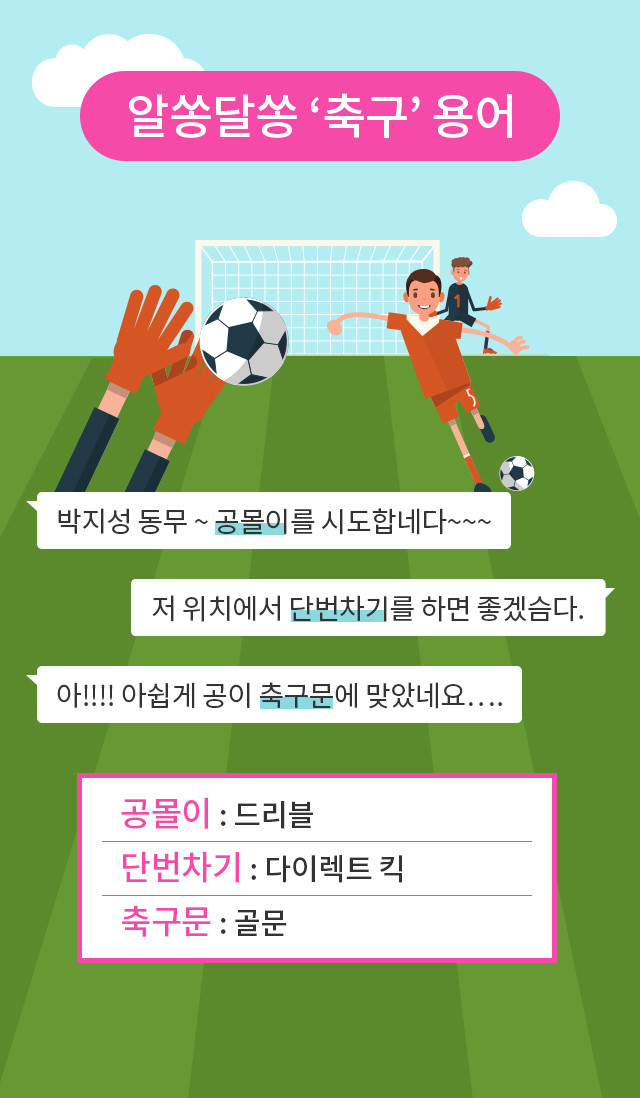 알쏭달쏭 ‘축구’ 용어
박지성 동무 ~ 공몰이를 시도합네다~~~
저 위치에서 단번차기를 하면 좋겠슴다.
아!!!! 아쉽게 공이 축구문에 맞았네요….
공몰이 : 드리블
단번차기 : 다이렉트 킥
축구문 : 골문